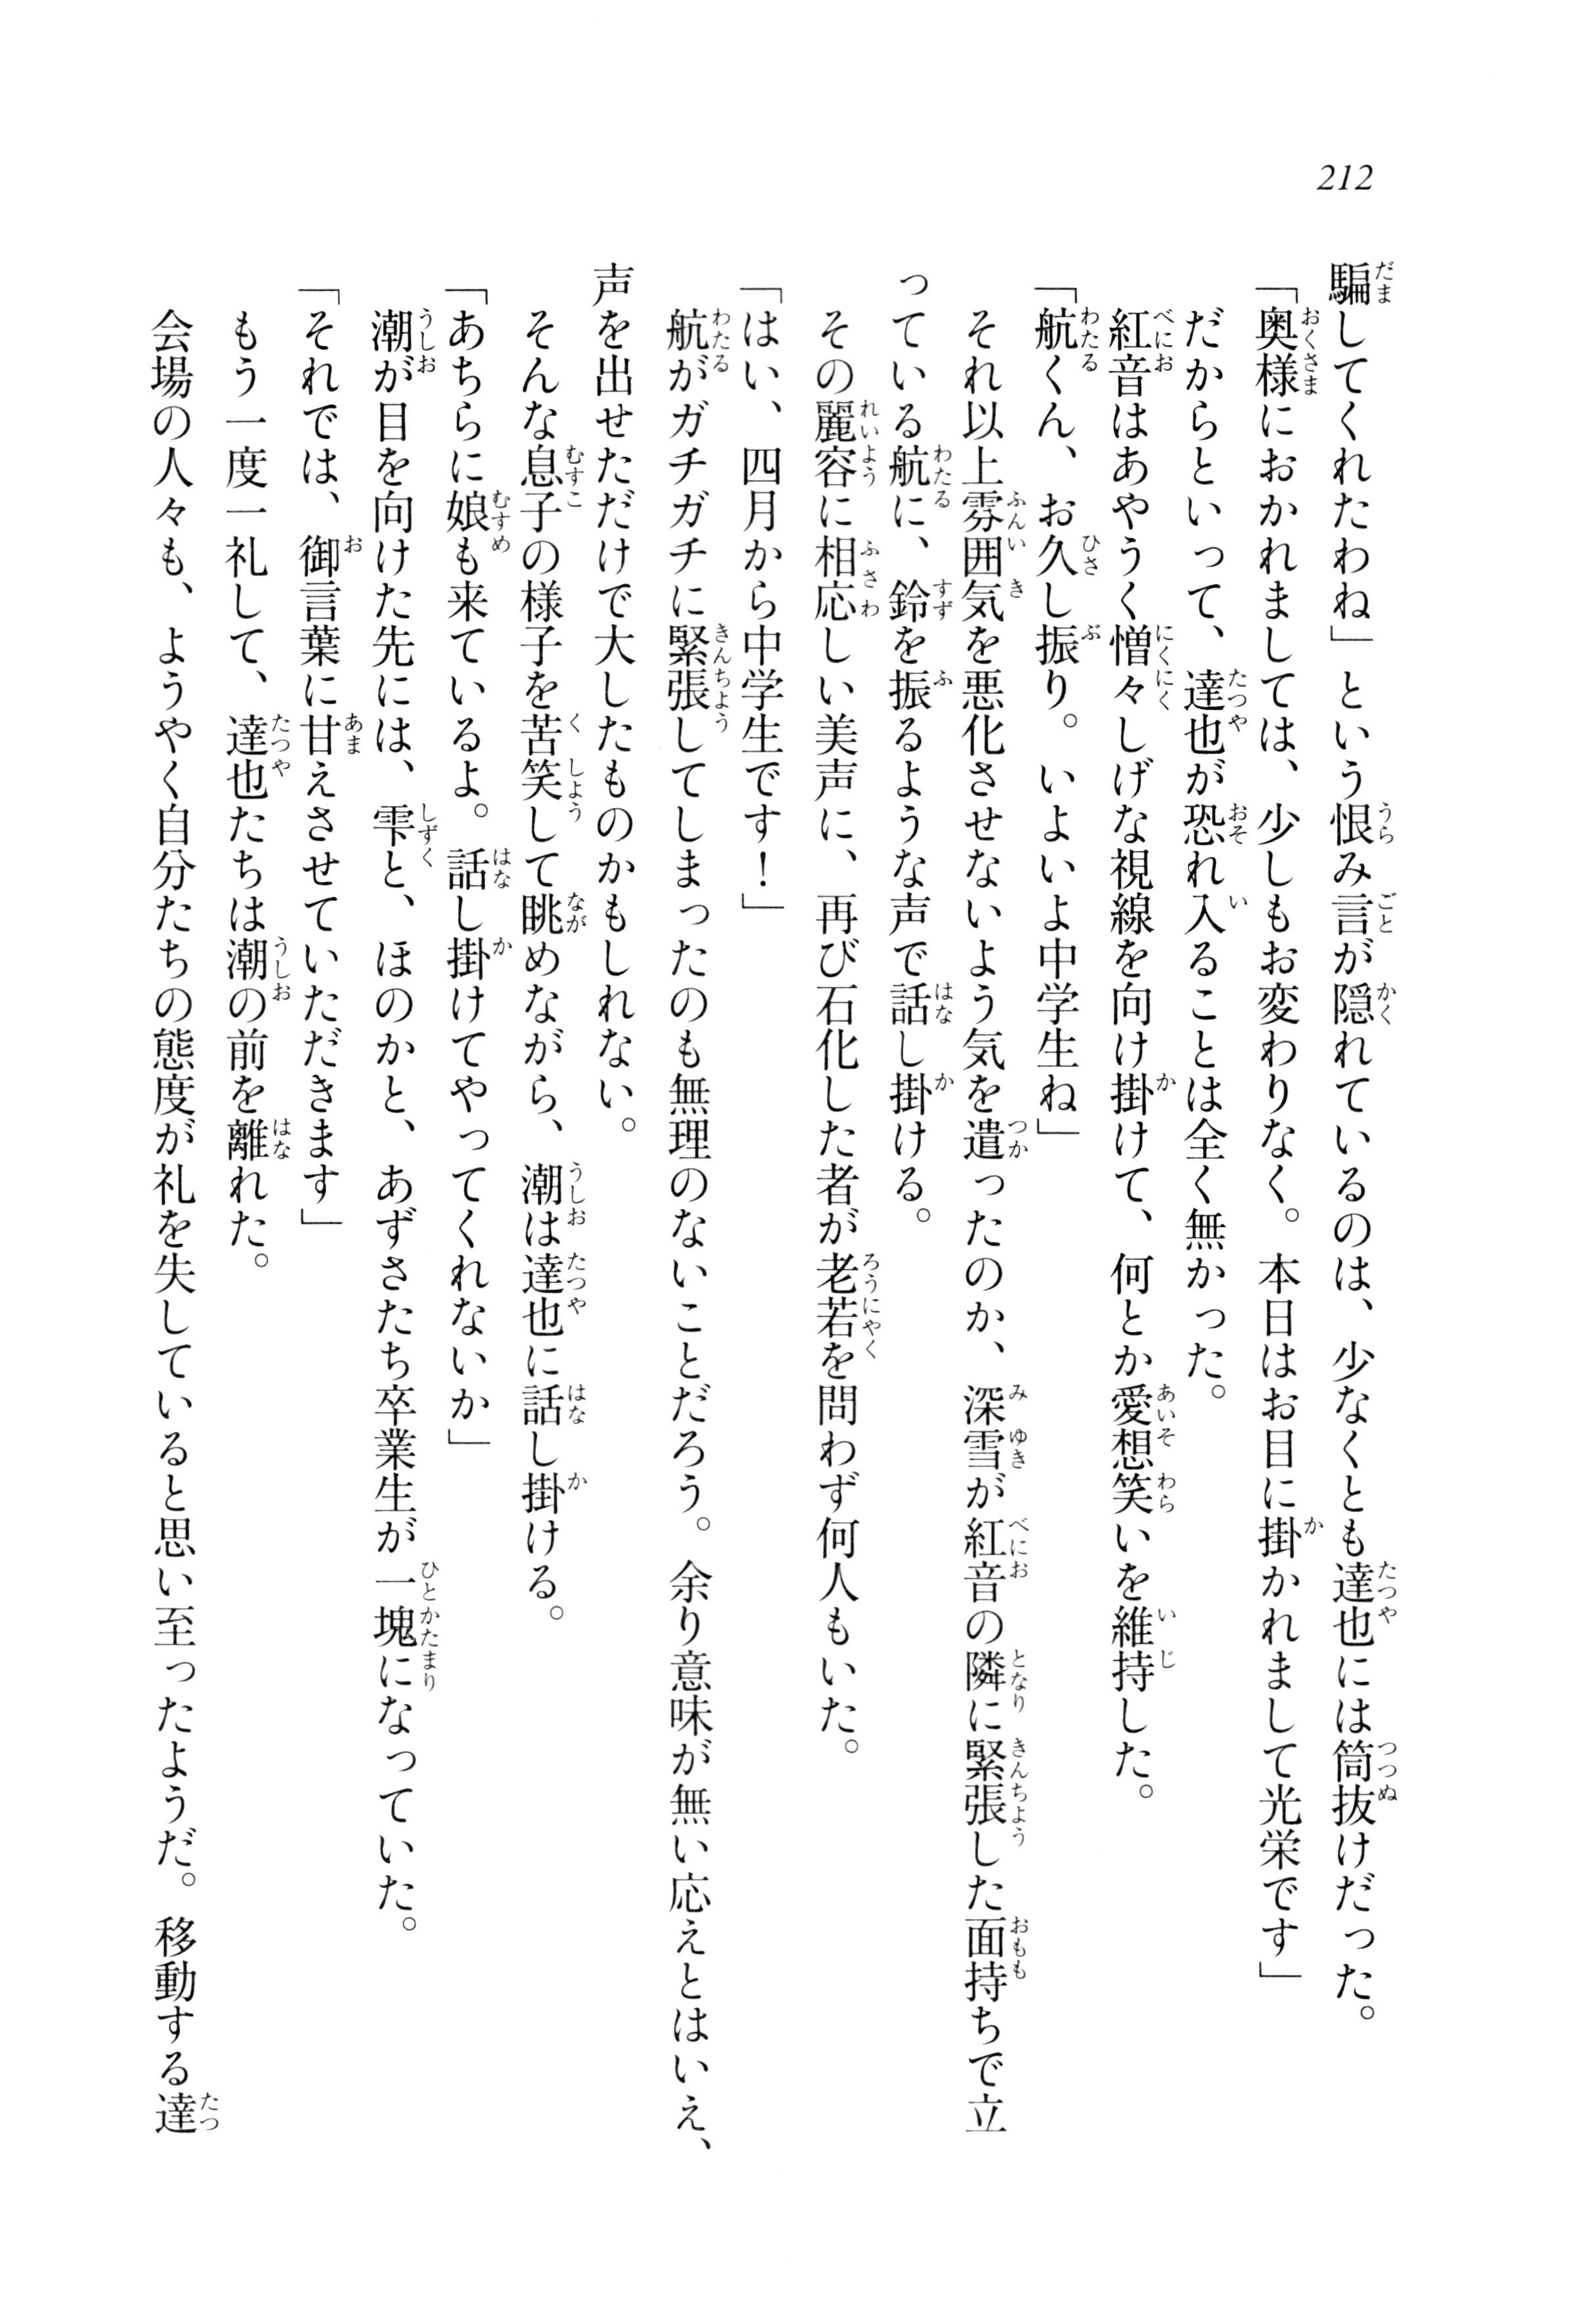 212
騙してくれたわね」という恨み言が隠れているのは、少なくとも達也には筒抜けだった。
「奥様におかれましては、少しもお変わりなく。本日はお目に掛かれまして光栄です」
だからといって、達也が恐れ入ることは全く無かった。
紅音はあやうく憎々しげな視線を向け掛けて、何とか愛想笑いを維持した。
「航くん、お久し振り。いよいよ中学生ね」
それ以上雰囲気を悪化させないよう気を遣ったのか、深雪が紅音の隣に緊張した面持ちで立
っている航に、鈴を振るような声で話し掛ける。
その麗容に相応しい美声に、再び石化した者が老若を問わず何人もいた。
「はい、四月から中学生です！」
航がガチガチに緊張してしまったのも無理のないことだろう。余り意味が無い応えとはいえ、
声を出せただけで大したものかもしれない。
そんな息子の様子を苦笑して眺めながら、潮は達也に話し掛ける。
「あちらに娘も来ているよ。話し掛けてやってくれないか」
潮が目を向けた先には、雫と、ほのかと、あずさたち卒業生が一塊になっていた。
「それでは、御言葉に甘えさせていただきます」
もう一度一礼して、達也たちは潮の前を離れた。
会場の人々も、ようやく自分たちの態度が礼を失していると思い至ったようだ。移動する達